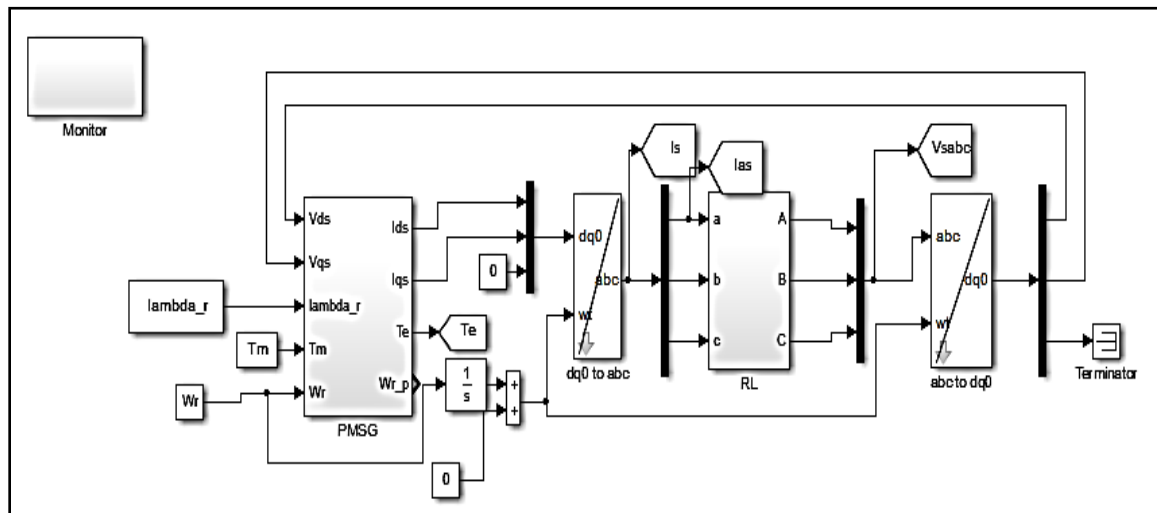 Monitor
Is
Ias
Vsabc
Vds
Vqs
lambda_r
Tm
Wr
Ids
Iqs
Te
Wr_p
PMSG
lambda_r
Tm
Wr
0
Te
1
s
+
+
0
dq0
abc
wt
dq0 to abc
a
b
c
A
B
C
RL
abc
dq0
wt
abc to dq0
Terminator